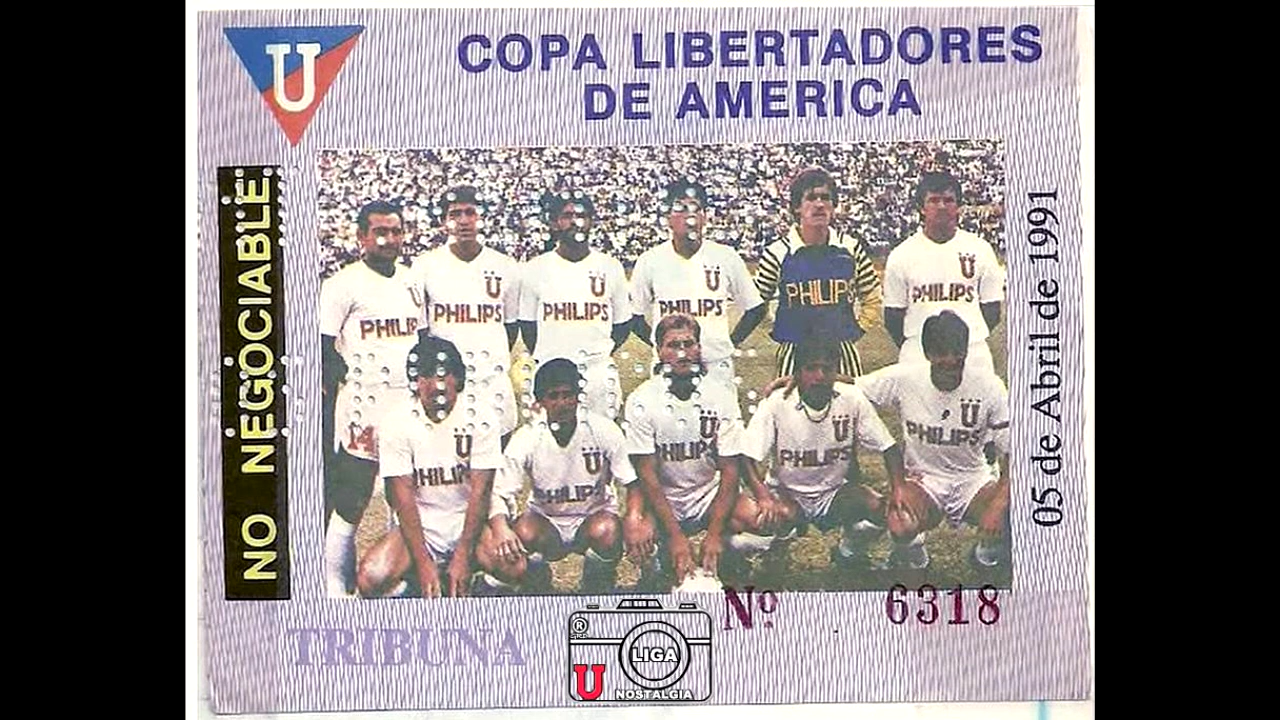 U
COPA LIBERTADORES
DE AMERICA
NO NEGOCIABLE
05 de Abril de 1991
Ü
Ü
Ü
Ü
PHILIPS
PHILIPS
PHILIPS
PHILIPS
PHILIPS
PHILIPS
14
Ü
Ü
Ü
Ü
Ü
PHILIPS
PHILIPS
PHILIPS
PHILIPS
PHILIPS
Nº 6318
TRIBUNA
®
LIGA
U
NOSTALGIA